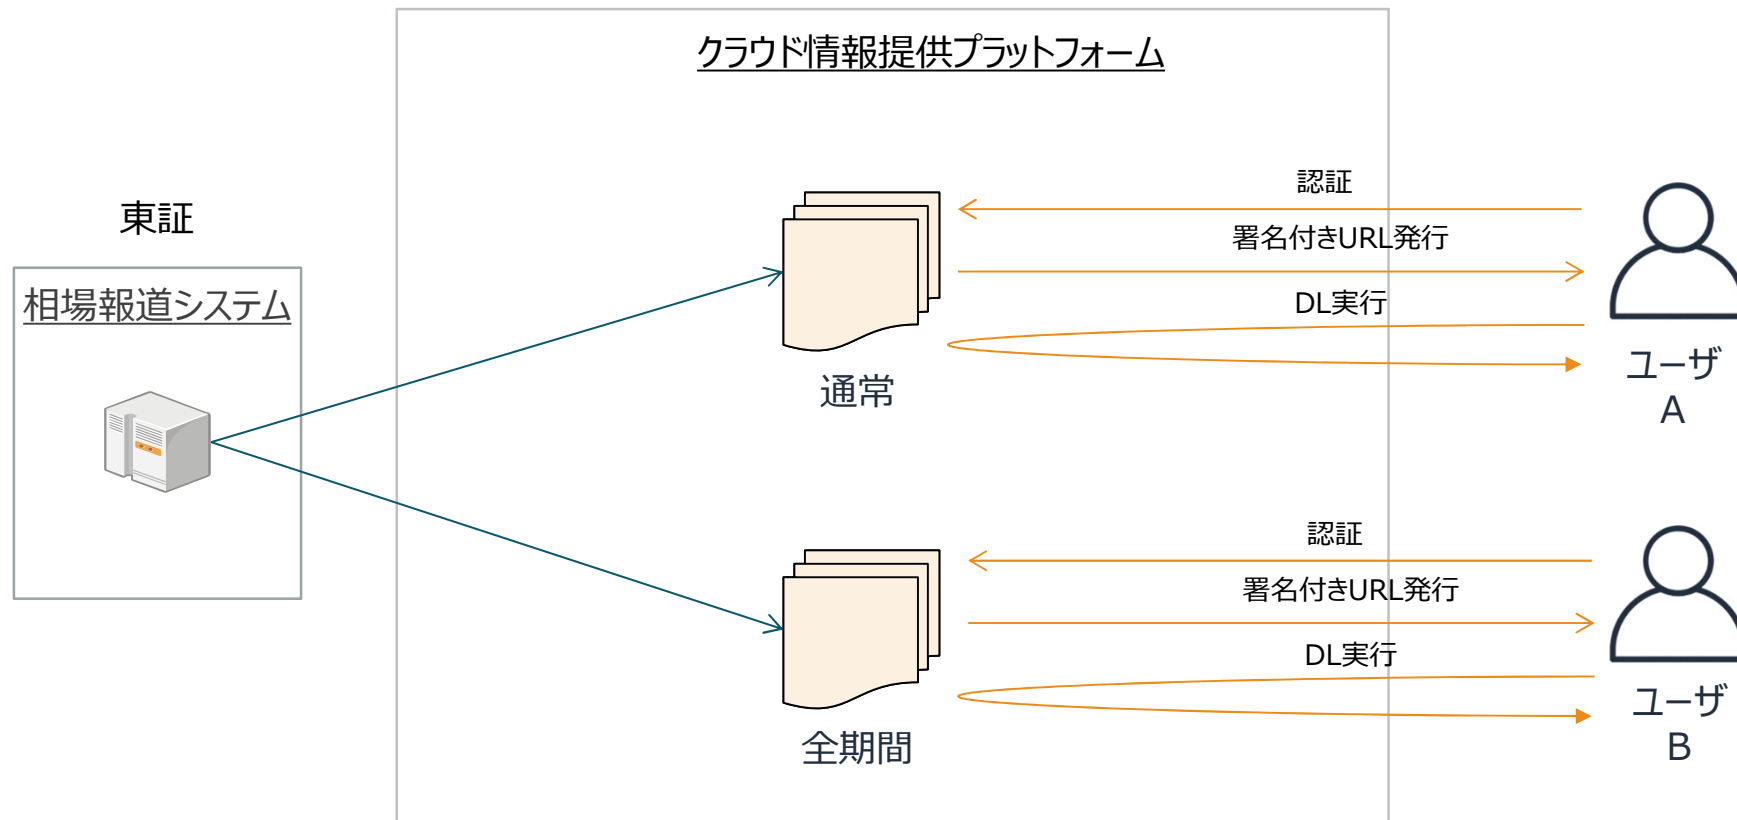 クラウド情報提供プラットフォーム
東証
相場報道システム
認証
署名付きURL発行
DL実行
通常
ユーザ
A
認証
署名付きURL発行
DL実行
全期間
ユーザ
B